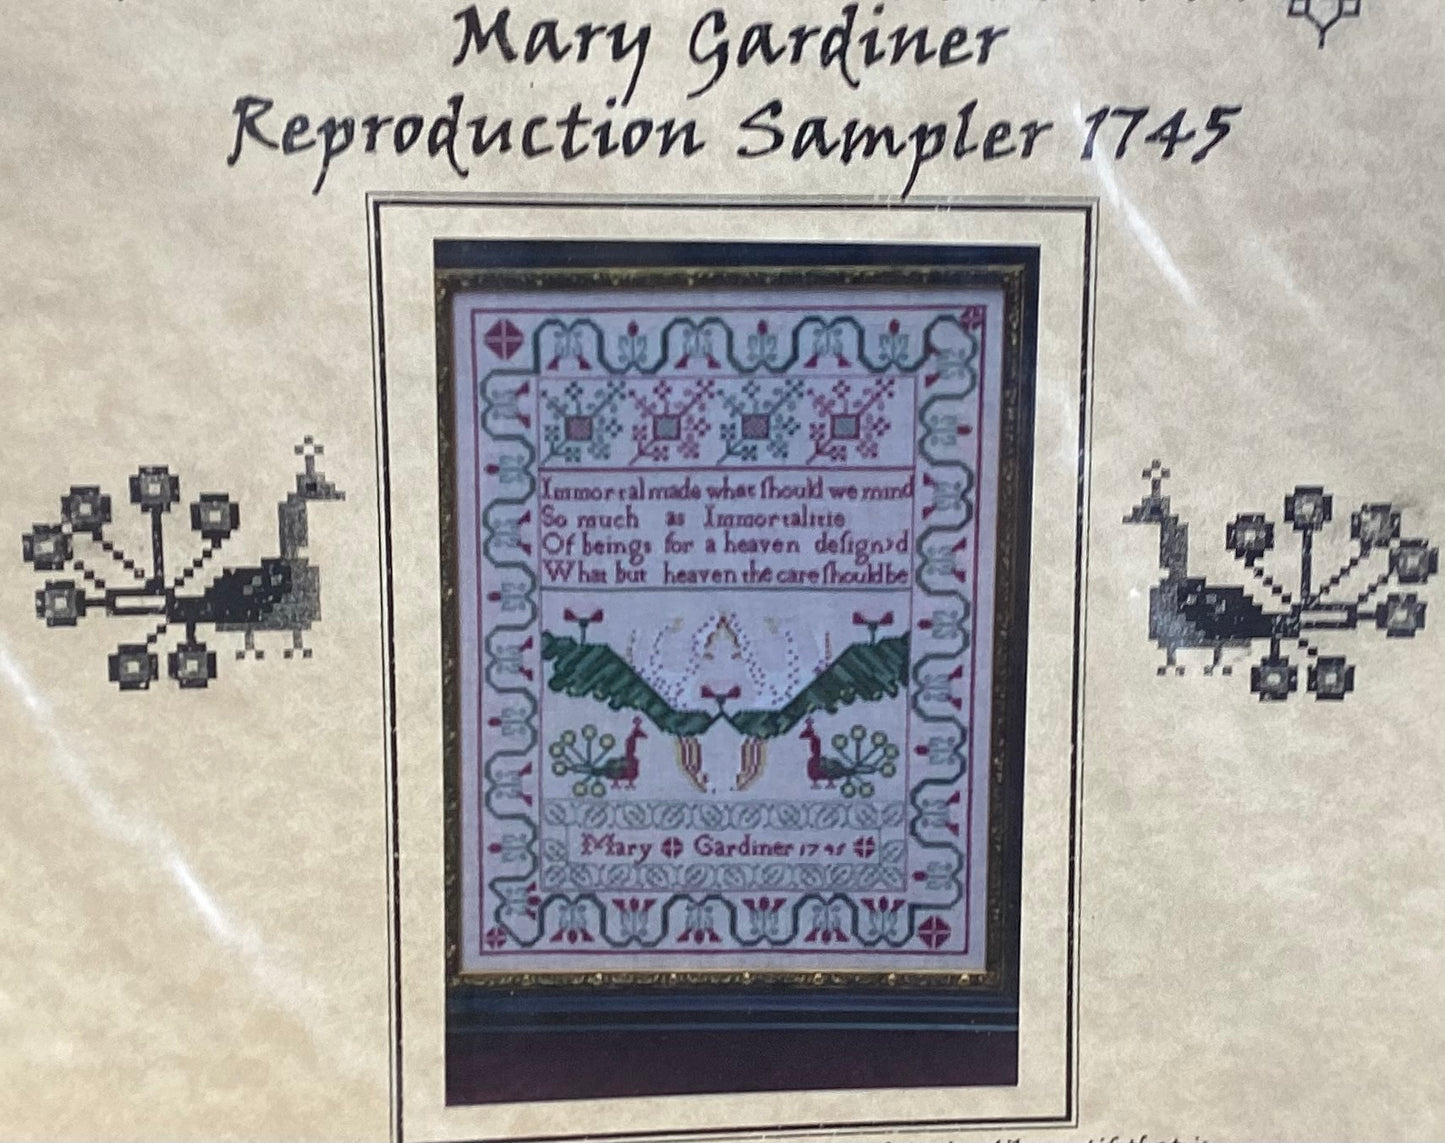 Mary Gardiner
Reproduction Sampler 1745
Immortal made what ſhould we mind
So much as Immortalitie
Of beings for a heaven deſign'd
What but heaven the care ſhould be
Mary Gardiner 1745